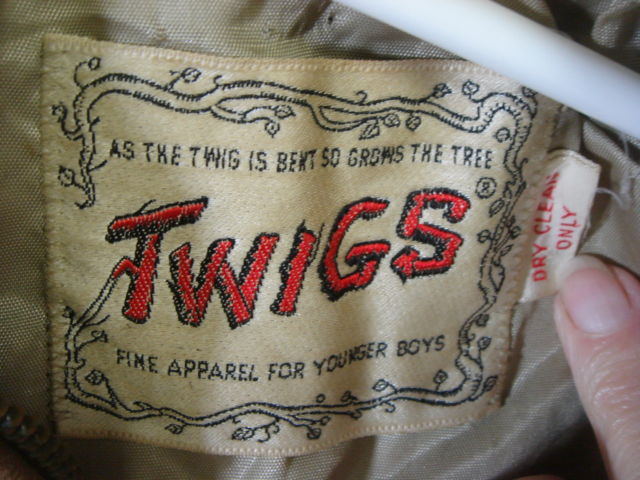 AS THE TWIG IS BENT SO GROWS THE TREE
®
TWIGS
FINE APPAREL FOR YOUNGER BOYS
DRY CLEAN
ONLY